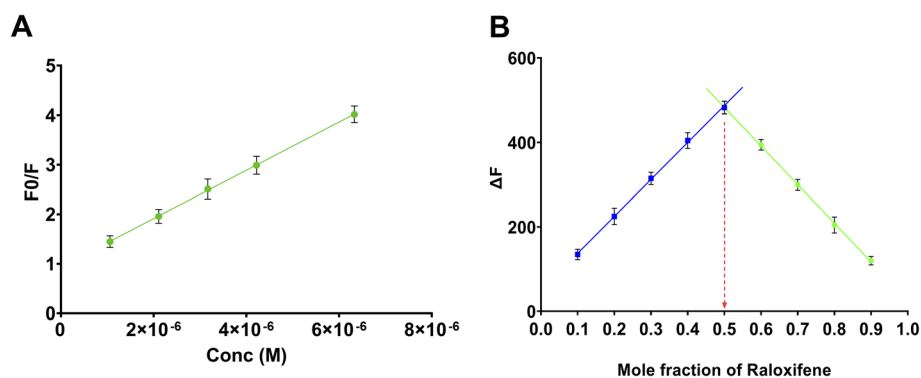 A
F0/F
5
4
3
2
1
0
0
2×10⁻⁶
4×10⁻⁶
6×10⁻⁶
8×10⁻⁶
Conc (M)
B
ΔF
600
400
200
0
0.0 0.1 0.2 0.3 0.4 0.5 0.6 0.7 0.8 0.9 1.0
Mole fraction of Raloxifene